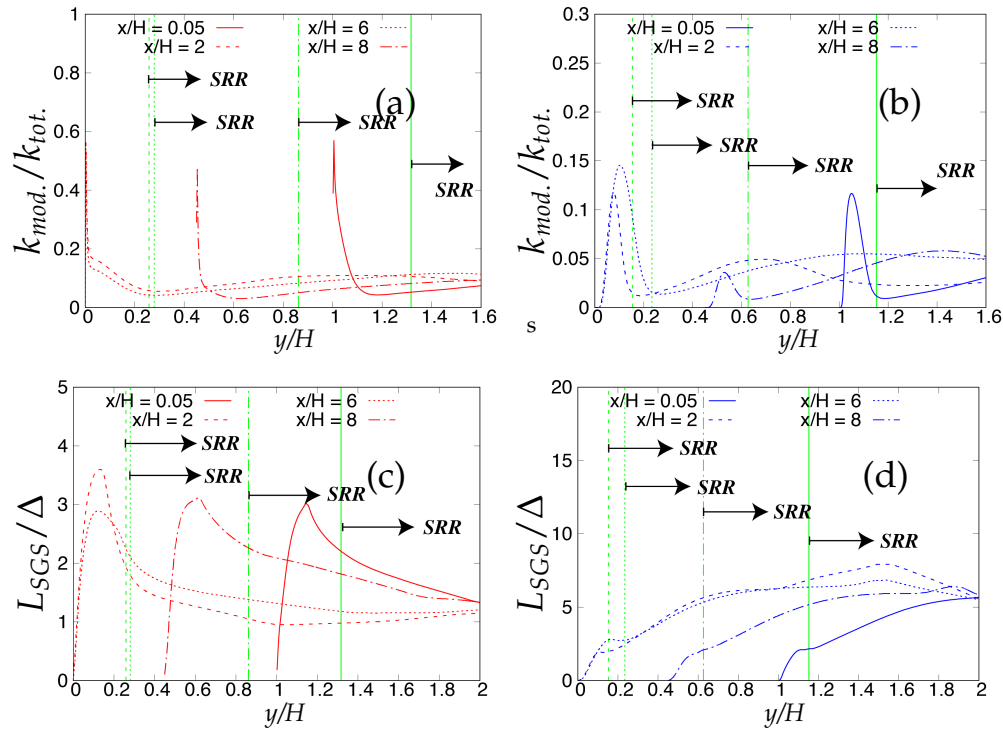 x/H = 0.05 x/H = 6
x/H = 2 x/H = 8
(a)
SRR
SRR
SRR
SRR
1
0.8
0.6
0.4
0.2
0
k_mod./k_tot.
0 0.2 0.4 0.6 0.8 1 1.2 1.4 1.6
y/H
x/H = 0.05 x/H = 6
x/H = 2 x/H = 8
(b)
SRR
SRR
SRR
SRR
0.3
0.25
0.2
0.15
0.1
0.05
0
k_mod./k_tot.
0 0.2 0.4 0.6 0.8 1 1.2 1.4 1.6
y/H
s
x/H = 0.05 x/H = 6
x/H = 2 x/H = 8
(c)
SRR
SRR
SRR
SRR
5
4
3
2
1
0
L_SGS/Δ
0 0.2 0.4 0.6 0.8 1 1.2 1.4 1.6 1.8 2
y/H
x/H = 0.05 x/H = 6
x/H = 2 x/H = 8
(d)
SRR
SRR
SRR
SRR
20
15
10
5
0
L_SGS/Δ
0 0.2 0.4 0.6 0.8 1 1.2 1.4 1.6 1.8 2
y/H